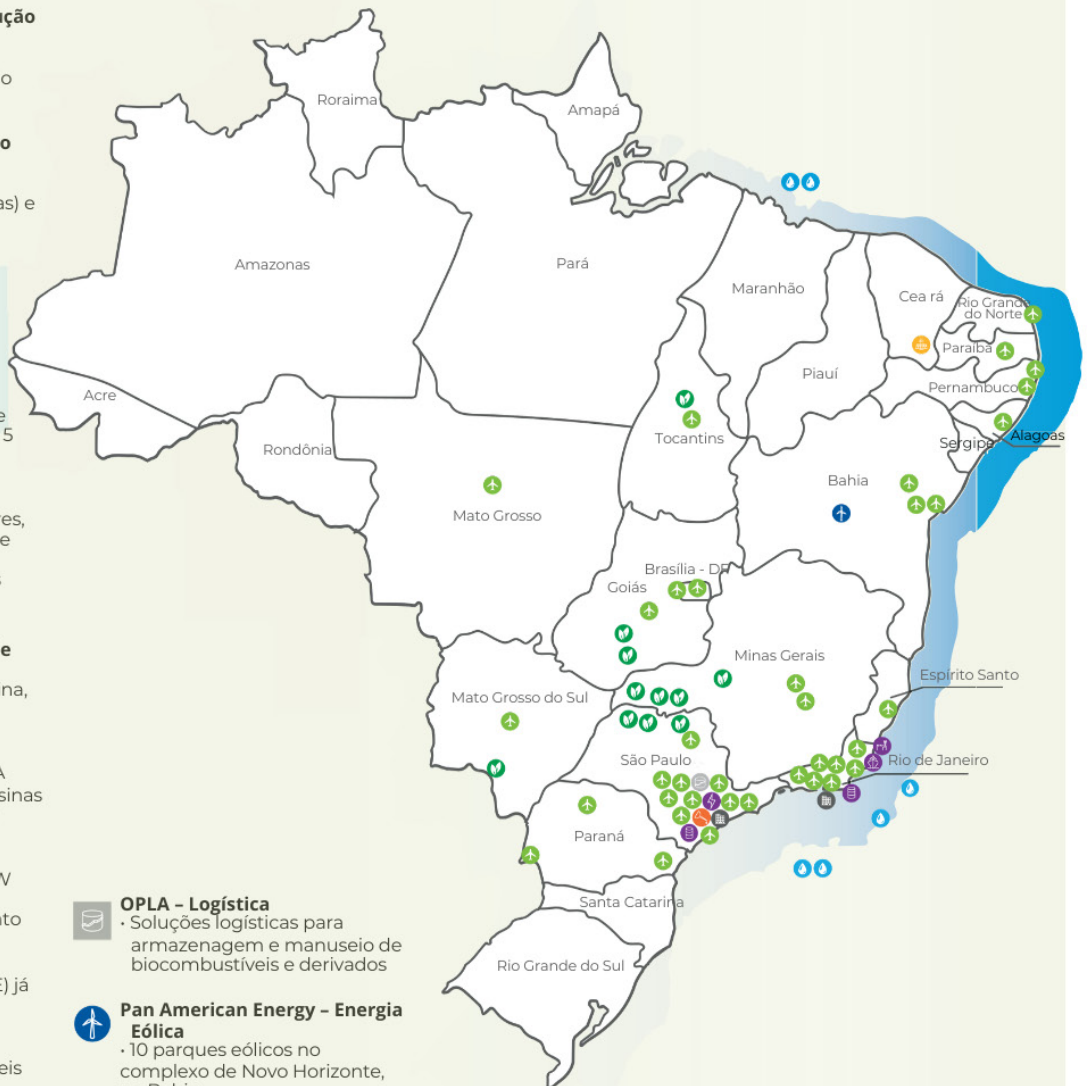 ução
o
o
as) e
e
5
res,
e
s
e
na,
A
sinas
W
nto
E) já
eis
Roraima
Amapá
Amazonas
Pará
Maranhão
Cea rá
Rio Grande
do Norte
Paraíba
Piauí
Pernambuco
Acre
Tocantins
Alagoas
Sergipe
Rondônia
Bahia
Mato Grosso
Brasília - DF
Goiás
Minas Gerais
Espírito Santo
Mato Grosso do Sul
São Paulo
Rio de Janeiro
Paraná
Santa Catarina
Rio Grande do Sul
OPLA – Logística
· Soluções logísticas para
armazenagem e manuseio de
biocombustíveis e derivados
Pan American Energy – Energia
Eólica
· 10 parques eólicos no
complexo de Novo Horizonte,